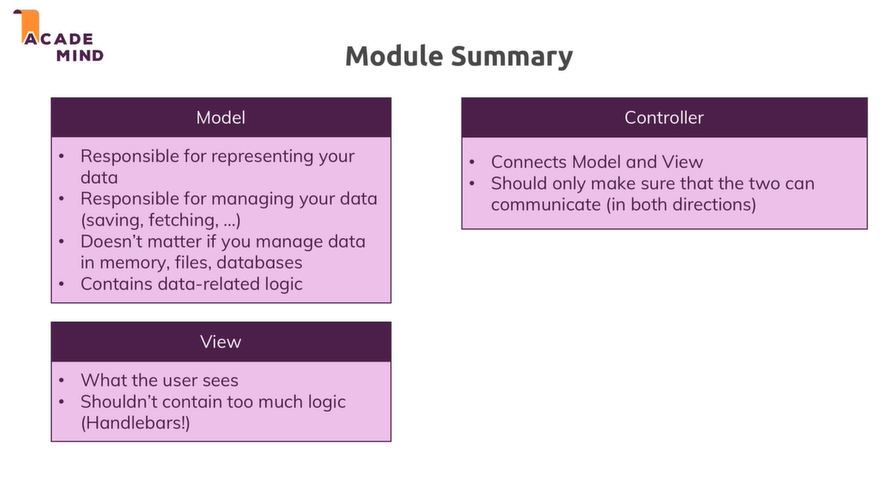 ACADE
MIND
Module Summary
Model
• Responsible for representing your
data
• Responsible for managing your data
(saving, fetching, ...)
• Doesn’t matter if you manage data
in memory, files, databases
• Contains data-related logic
View
• What the user sees
• Shouldn’t contain too much logic
(Handlebars!)
Controller
• Connects Model and View
• Should only make sure that the two can
communicate (in both directions)